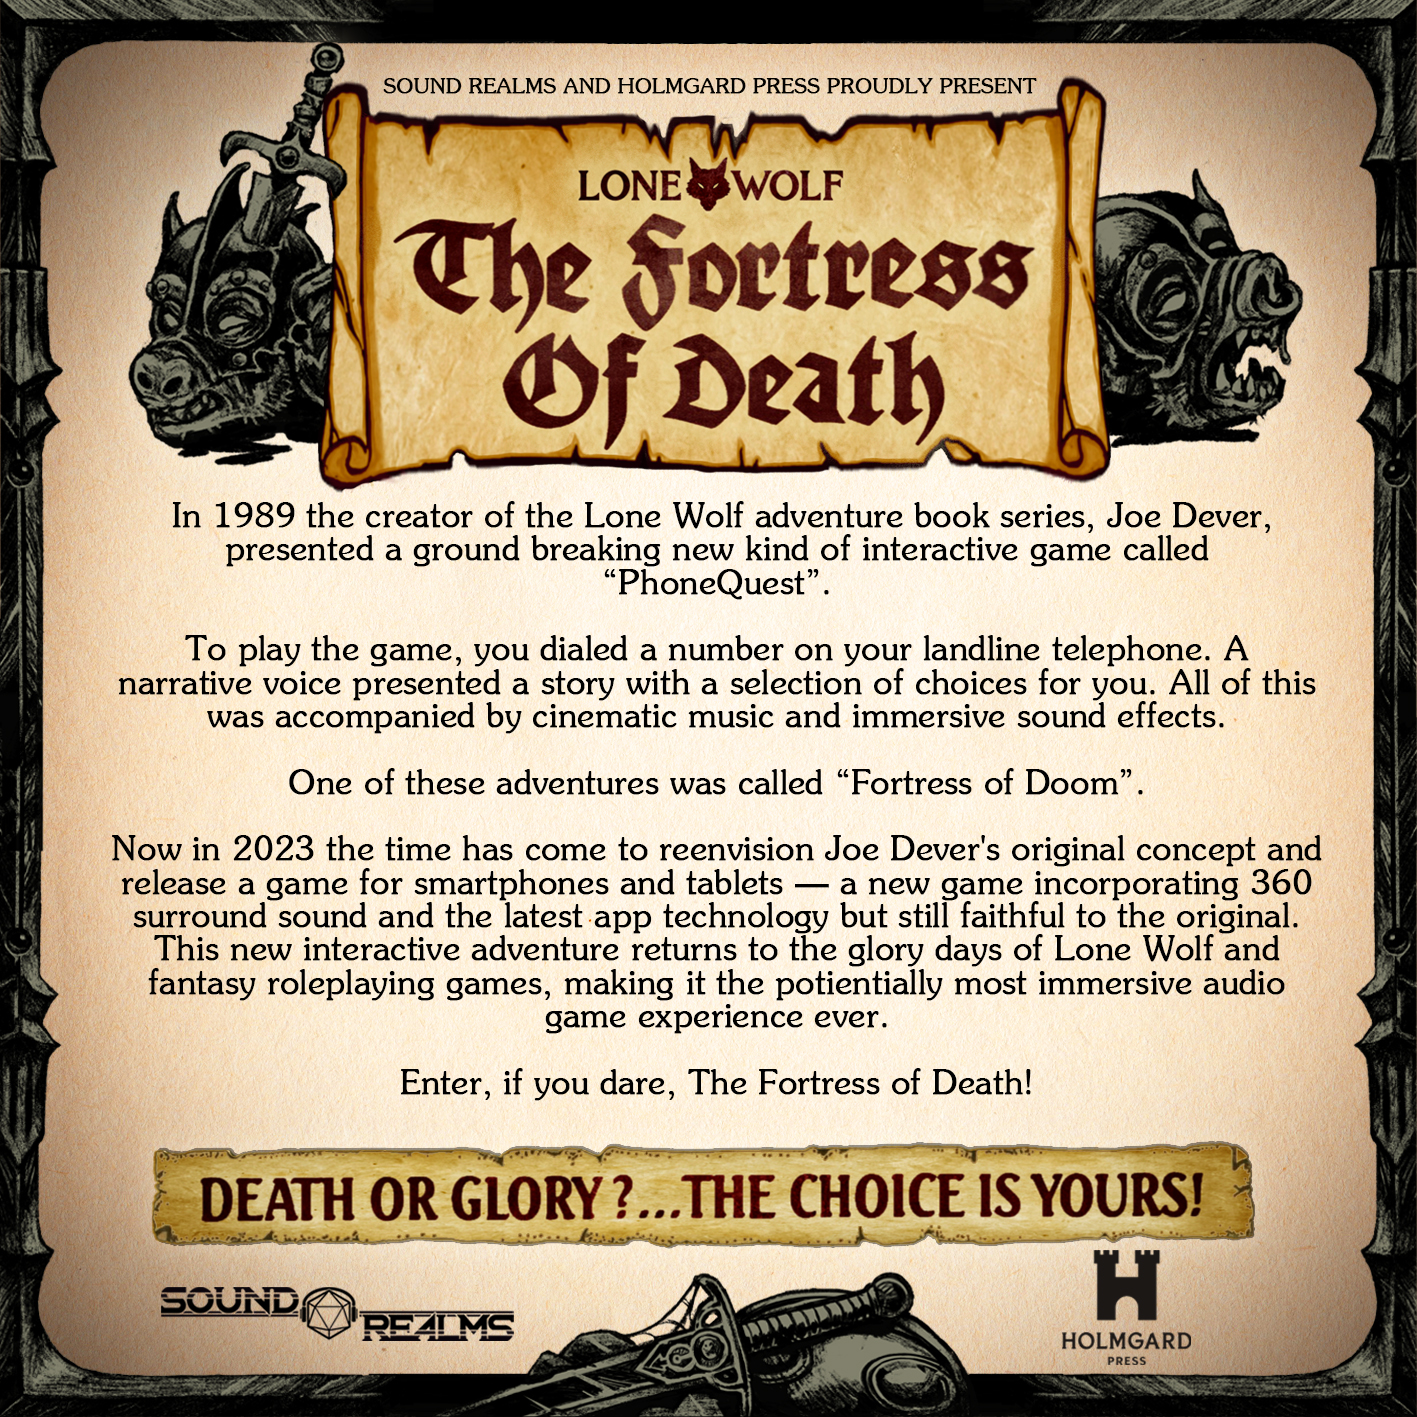 SOUND REALMS AND HOLMGARD PRESS PROUDLY PRESENT
LONE WOLF
The Fortress
Of Death
In 1989 the creator of the Lone Wolf adventure book series, Joe Dever,
presented a ground breaking new kind of interactive game called
“PhoneQuest”.
To play the game, you dialed a number on your landline telephone. A
narrative voice presented a story with a selection of choices for you. All of this
was accompanied by cinematic music and immersive sound effects.
One of these adventures was called “Fortress of Doom”.
Now in 2023 the time has come to reenvision Joe Dever's original concept and
release a game for smartphones and tablets — a new game incorporating 360
surround sound and the latest app technology but still faithful to the original.
This new interactive adventure returns to the glory days of Lone Wolf and
fantasy roleplaying games, making it the potientially most immersive audio
game experience ever.
Enter, if you dare, The Fortress of Death!
DEATH OR GLORY ?...THE CHOICE IS YOURS!
SOUND REALMS
HOLMGARD
PRESS